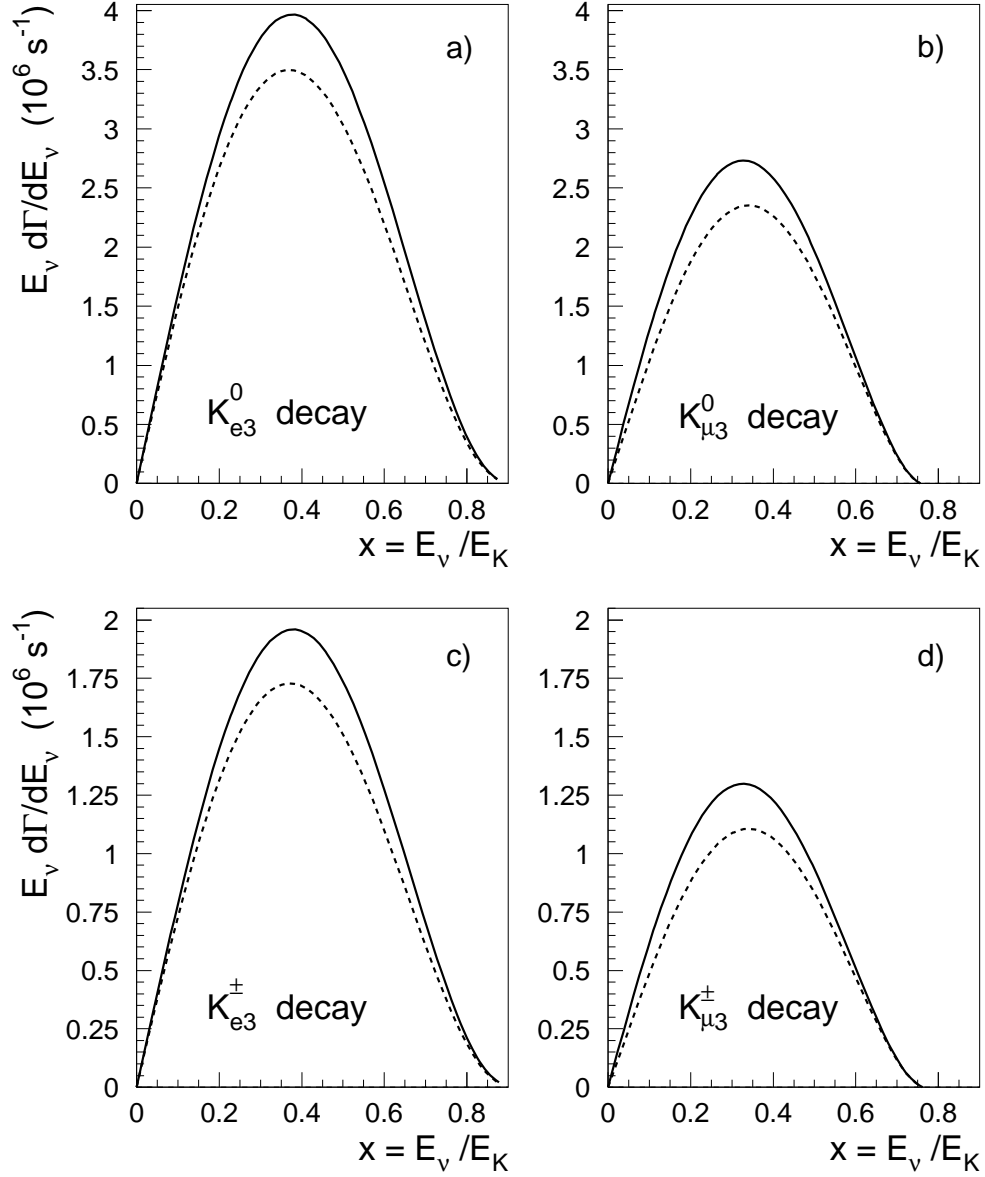 E_ν dΓ/dE_ν (10^6 s^-1)
4
3.5
3
2.5
2
1.5
1
0.5
0
a)
K^0_e3 decay
0 0.2 0.4 0.6 0.8
x = E_ν /E_K
4
3.5
3
2.5
2
1.5
1
0.5
0
b)
K^0_μ3 decay
0 0.2 0.4 0.6 0.8
x = E_ν /E_K
E_ν dΓ/dE_ν (10^6 s^-1)
2
1.75
1.5
1.25
1
0.75
0.5
0.25
0
c)
K^±_e3 decay
0 0.2 0.4 0.6 0.8
x = E_ν /E_K
2
1.75
1.5
1.25
1
0.75
0.5
0.25
0
d)
K^±_μ3 decay
0 0.2 0.4 0.6 0.8
x = E_ν /E_K